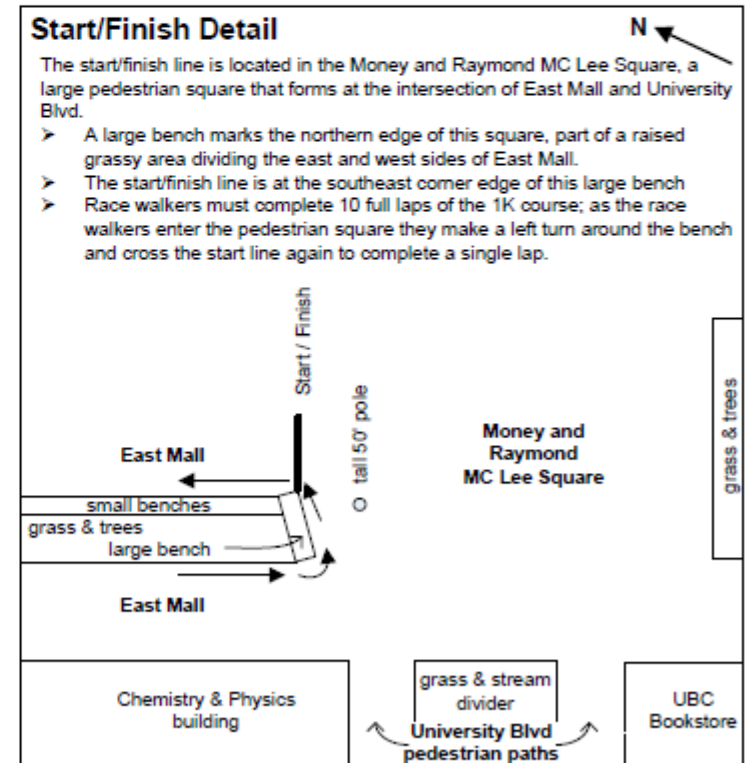 Start/Finish Detail
N
The start/finish line is located in the Money and Raymond MC Lee Square, a
large pedestrian square that forms at the intersection of East Mall and University
Blvd.
➢ A large bench marks the northern edge of this square, part of a raised
grassy area dividing the east and west sides of East Mall.
➢ The start/finish line is at the southeast corner edge of this large bench
➢ Race walkers must complete 10 full laps of the 1K course; as the race
walkers enter the pedestrian square they make a left turn around the bench
and cross the start line again to complete a single lap.
Start / Finish
tall 50' pole
Money and
Raymond
MC Lee Square
grass & trees
East Mall
small benches
grass & trees
large bench
East Mall
Chemistry & Physics
building
grass & stream
divider
University Blvd
pedestrian paths
UBC
Bookstore